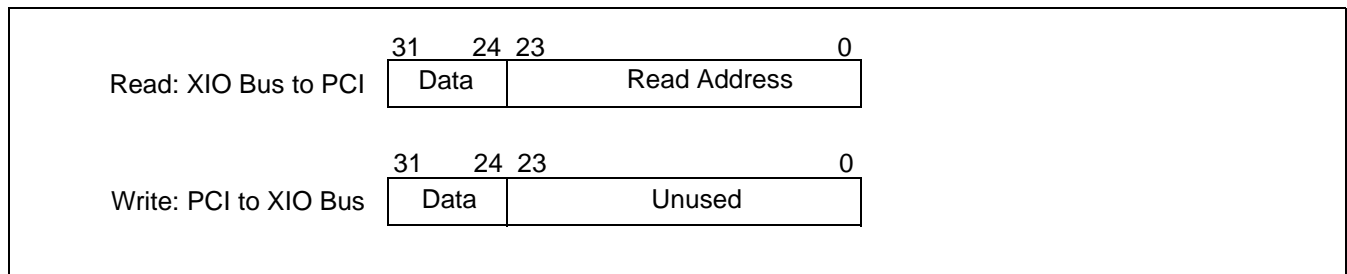 31 24 23 0
Read: XIO Bus to PCI Data Read Address
31 24 23 0
Write: PCI to XIO Bus Data Unused